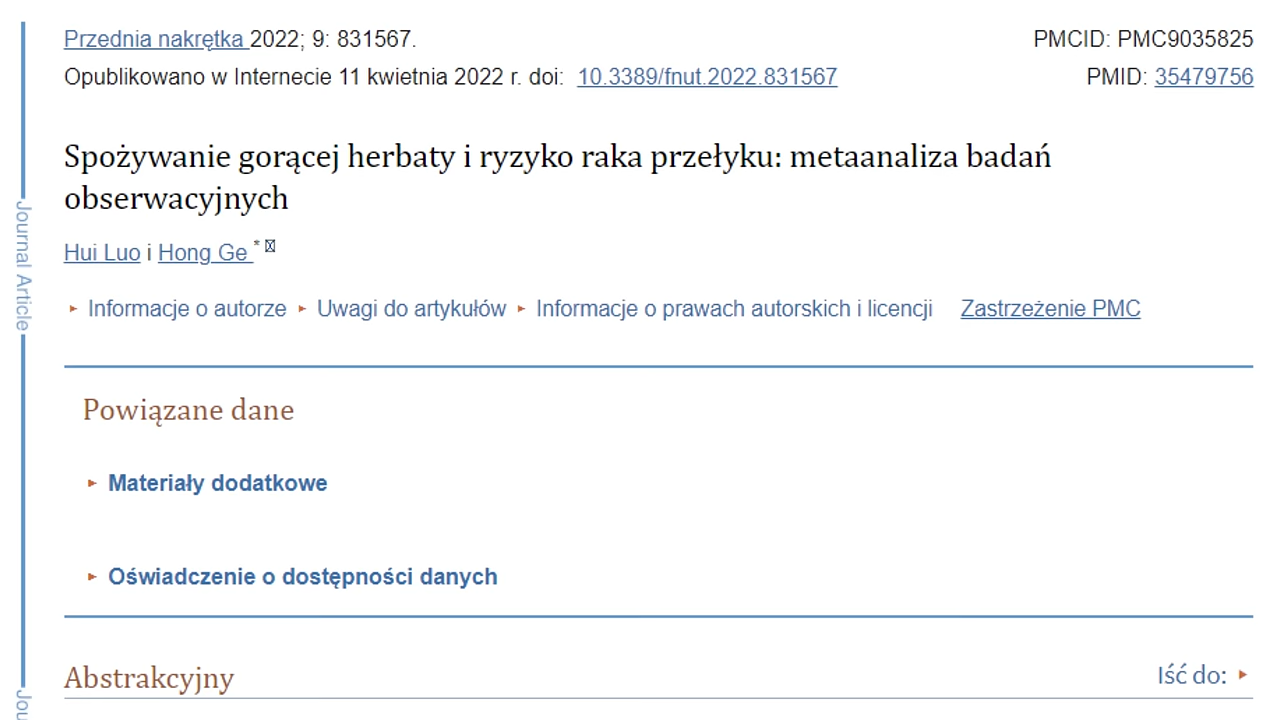 Przednia nakrętka 2022; 9: 831567.
PMCID: PMC9035825
Opublikowano w Internecie 11 kwietnia 2022 r. doi: 10.3389/fnut.2022.831567
PMID: 35479756
Spożywanie gorącej herbaty i ryzyko raka przełyku: metaanaliza badań
obserwacyjnych
Hui Luo i Hong Ge *
Informacje o autorze Uwagi do artykułów Informacje o prawach autorskich i licencji Zastrzeżenie PMC
Powiązane dane
Materiały dodatkowe
Oświadczenie o dostępności danych
Abstrakcyjny
Iść do:
Journal Article
Jou